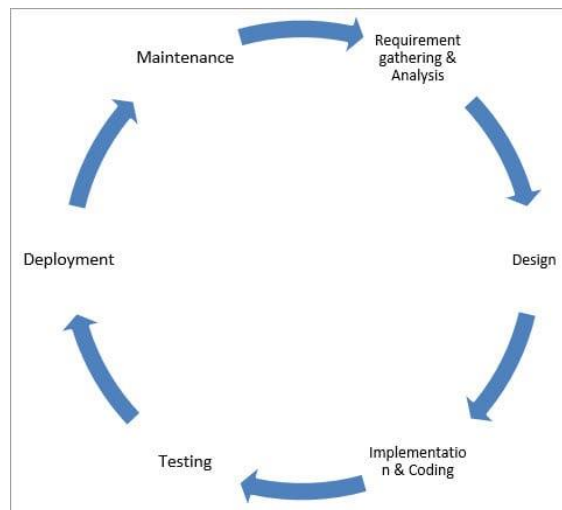 Maintenance
Requirement
gathering &
Analysis
Deployment
Design
Testing
Implementatio
n & Coding